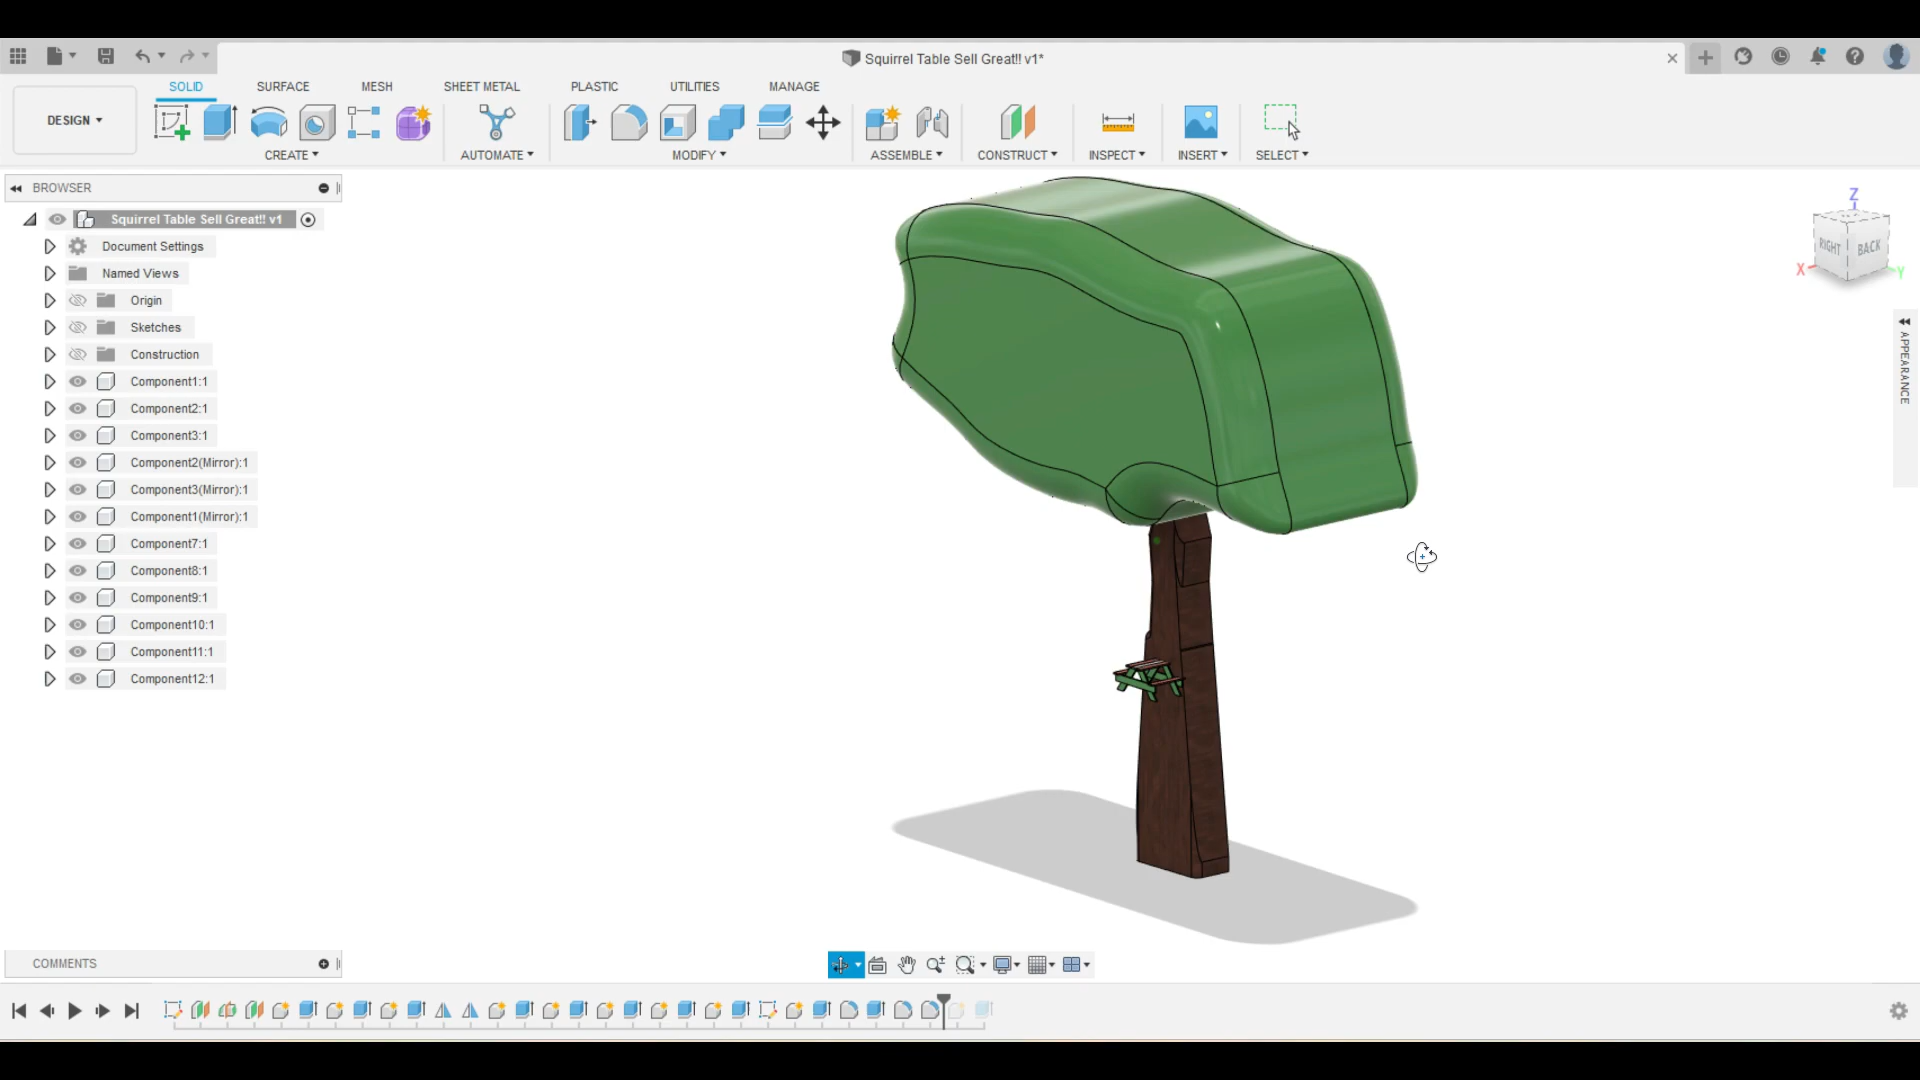 Squirrel Table Sell Great!! v1*
SOLID SURFACE MESH SHEET METAL PLASTIC UTILITIES MANAGE
DESIGN
CREATE AUTOMATE MODIFY ASSEMBLE CONSTRUCT INSPECT INSERT SELECT
BROWSER
Squirrel Table Sell Great!! v1
Document Settings
Named Views
Origin
Sketches
Construction
Component1:1
Component2:1
Component3:1
Component2(Mirror):1
Component3(Mirror):1
Component1(Mirror):1
Component7:1
Component8:1
Component9:1
Component10:1
Component11:1
Component12:1
Z
RIGHT BACK
X Y
APPEARANCE
COMMENTS